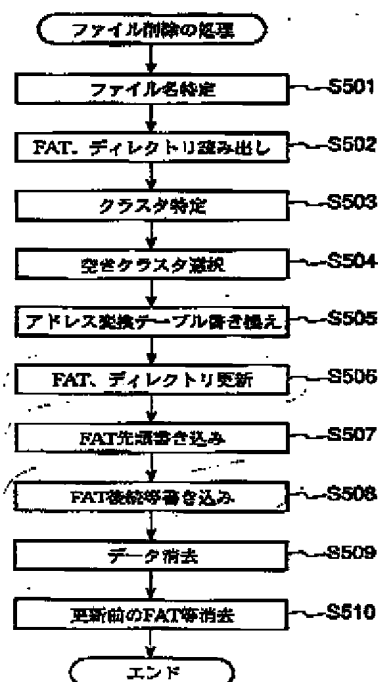 ファイル削除の処理
ファイル名特定 S501
FAT、ディレクトリ読み出し S502
クラスタ特定 S503
空きクラスタ選択 S504
アドレス変換テーブル書き換え S505
FAT、ディレクトリ更新 S506
FAT先頭書き込み S507
FAT後続等書き込み S508
データ消去 S509
更新前のFAT等消去 S510
エンド